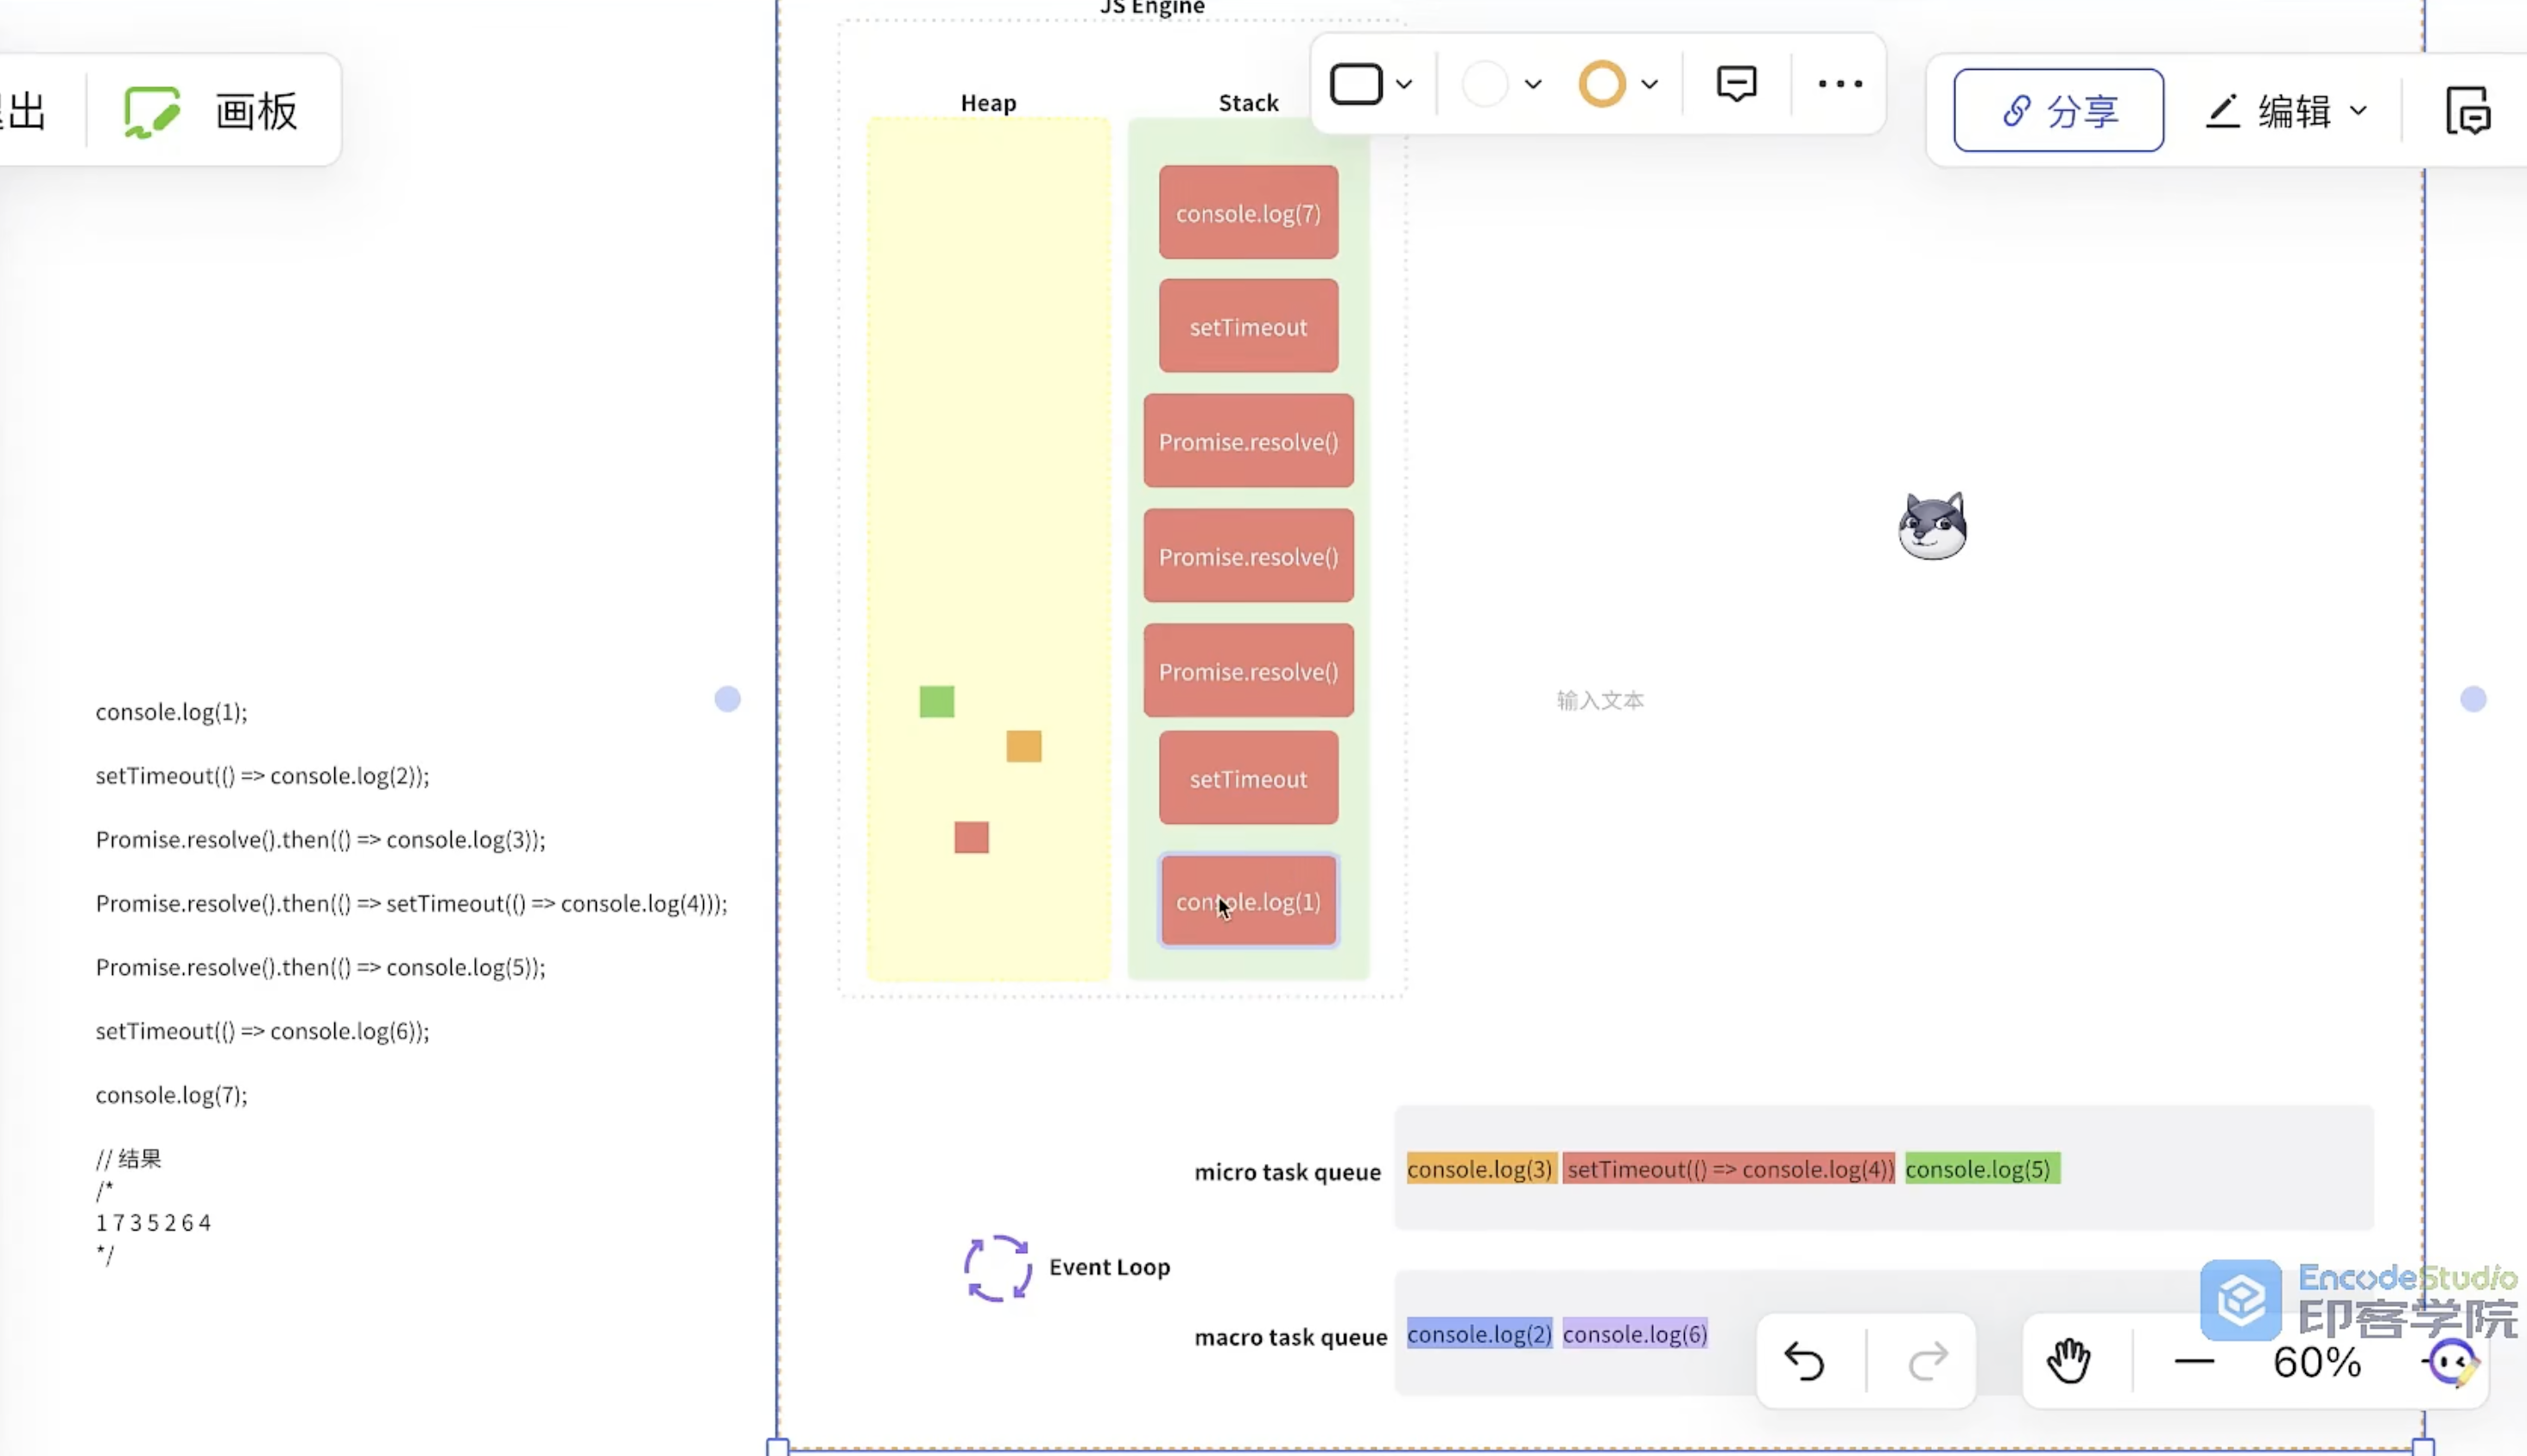 JS Engine
出
画板
分享
编辑
Heap
Stack
console.log(7)
setTimeout
Promise.resolve()
Promise.resolve()
Promise.resolve()
setTimeout
console.log(1)
输入文本
console.log(1);
setTimeout(() => console.log(2));
Promise.resolve().then(() => console.log(3));
Promise.resolve().then(() => setTimeout(() => console.log(4)));
Promise.resolve().then(() => console.log(5));
setTimeout(() => console.log(6));
console.log(7);
// 结果
/*
1 7 3 5 2 6 4
*/
micro task queue
console.log(3) setTimeout(() => console.log(4)) console.log(5)
Event Loop
macro task queue
console.log(2) console.log(6)
EncodeStudio
印客学院
60%